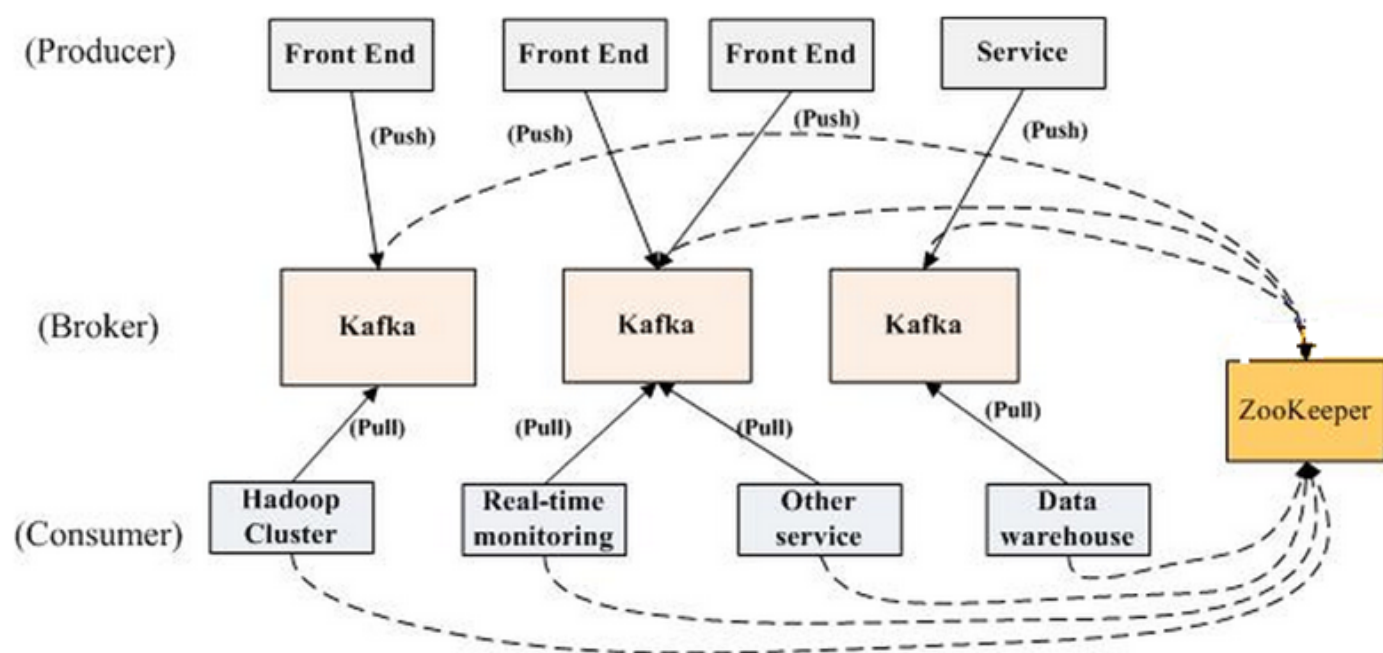 (Producer)
Front End
Front End
Front End
Service
(Push)
(Push)
(Push)
(Push)
(Broker)
Kafka
Kafka
Kafka
ZooKeeper
(Pull)
(Pull)
(Pull)
(Pull)
(Consumer)
Hadoop
Cluster
Real-time
monitoring
Other
service
Data
warehouse